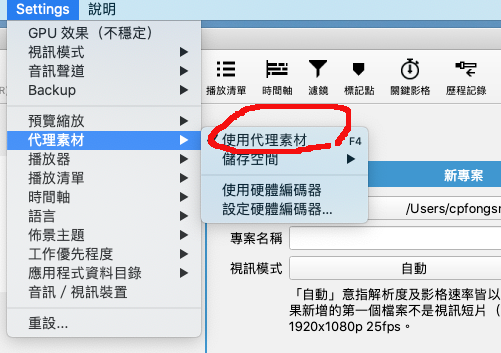 Settings 說明
GPU 效果（不穩定）
視訊模式
音訊聲道
Backup
預覽縮放
代理素材
播放器
播放清單
時間軸
語言
佈景主題
工作優先程度
應用程式資料目錄
音訊 / 視訊裝置
重設...
使用代理素材 F4
儲存空間
使用硬體編碼器
設定硬體編碼器...
播放清單 時間軸 濾鏡 標記點 關鍵影格 歷程記錄
新專案
/Users/cpfongsm
專案名稱
視訊模式 自動
「自動」意指解析度及影格速率皆以
果新增的第一個檔案不是視訊短片（
1920x1080p 25fps。